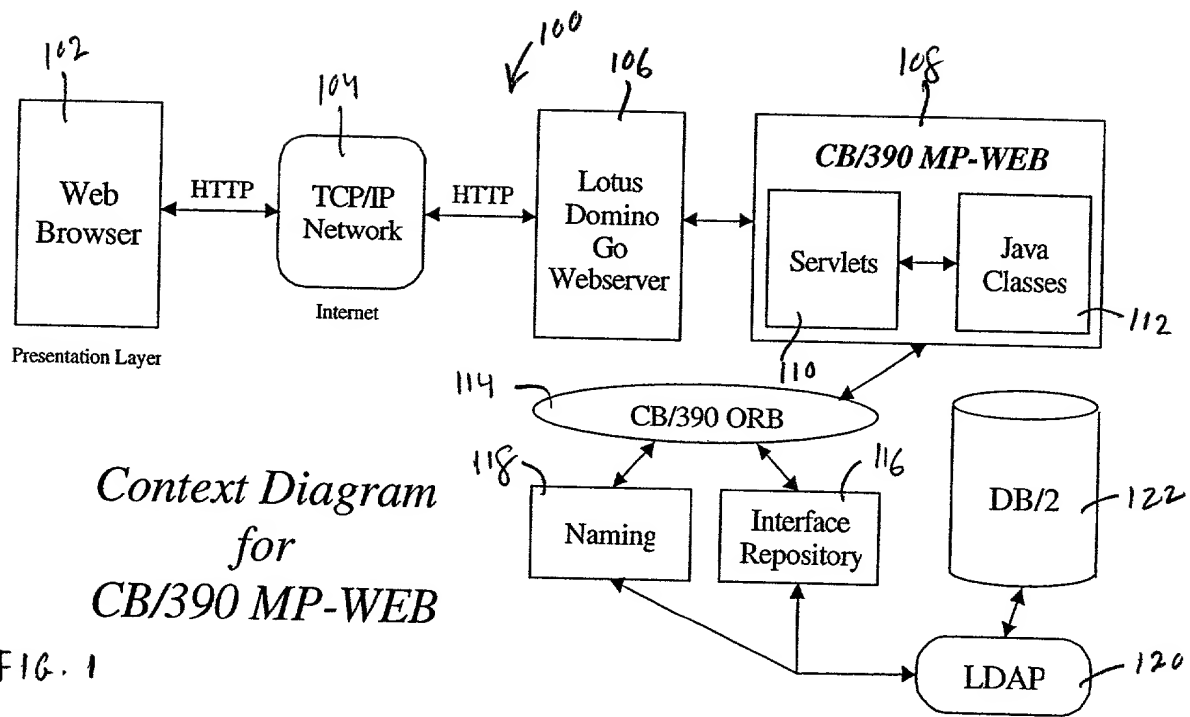 100
102
104
106
108
CB/390 MP-WEB
Web
Browser
HTTP
TCP/IP
Network
HTTP
Lotus
Domino
Go
Webserver
Servlets
Java
Classes
Internet
Presentation Layer
110
112
114
CB/390 ORB
118
116
Naming
Interface
Repository
DB/2
122
Context Diagram
for
CB/390 MP-WEB
LDAP
120
FIG. 1